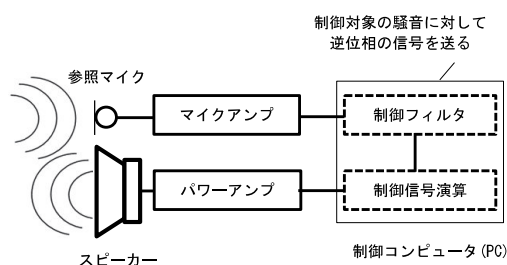 制御対象の騒音に対して
逆位相の信号を送る
参照マイク
マイクアンプ
制御フィルタ
パワーアンプ
制御信号演算
スピーカー
制御コンピュータ(PC)